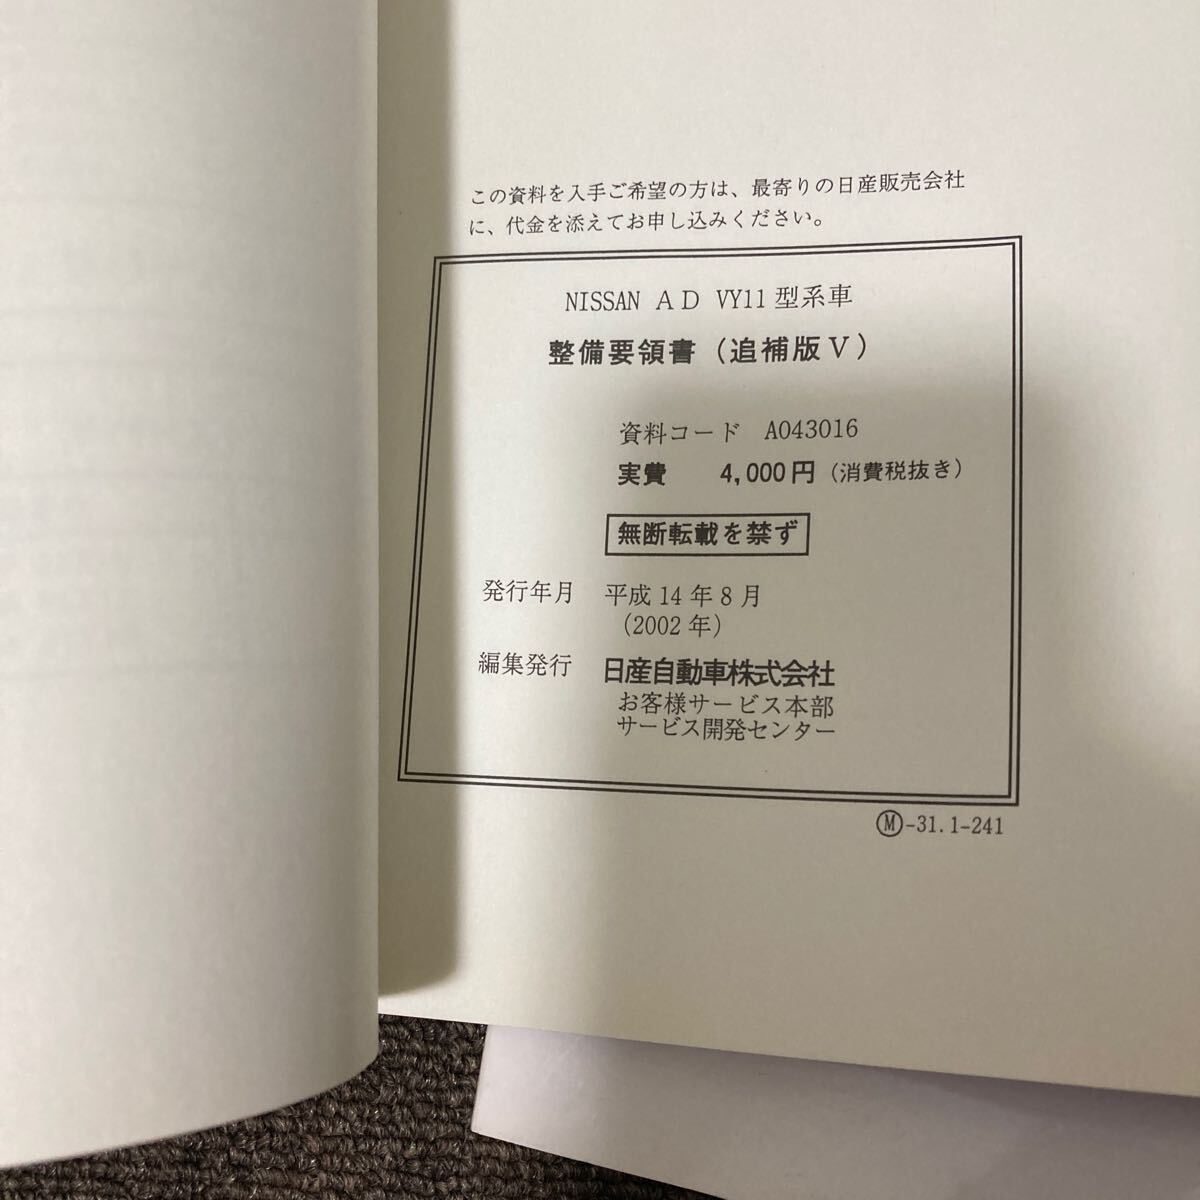 この資料を入手ご希望の方は、最寄りの日産販売会社
に、代金を添えてお申し込みください。
NISSAN AD VY11型系車
整備要領書（追補版Ⅴ）
資料コード A043016
実費 4,000円（消費税抜き）
無断転載を禁ず
発行年月 平成14年8月
（2002年）
編集発行 日産自動車株式会社
お客様サービス本部
サービス開発センター
Ⓜ-31.1-241